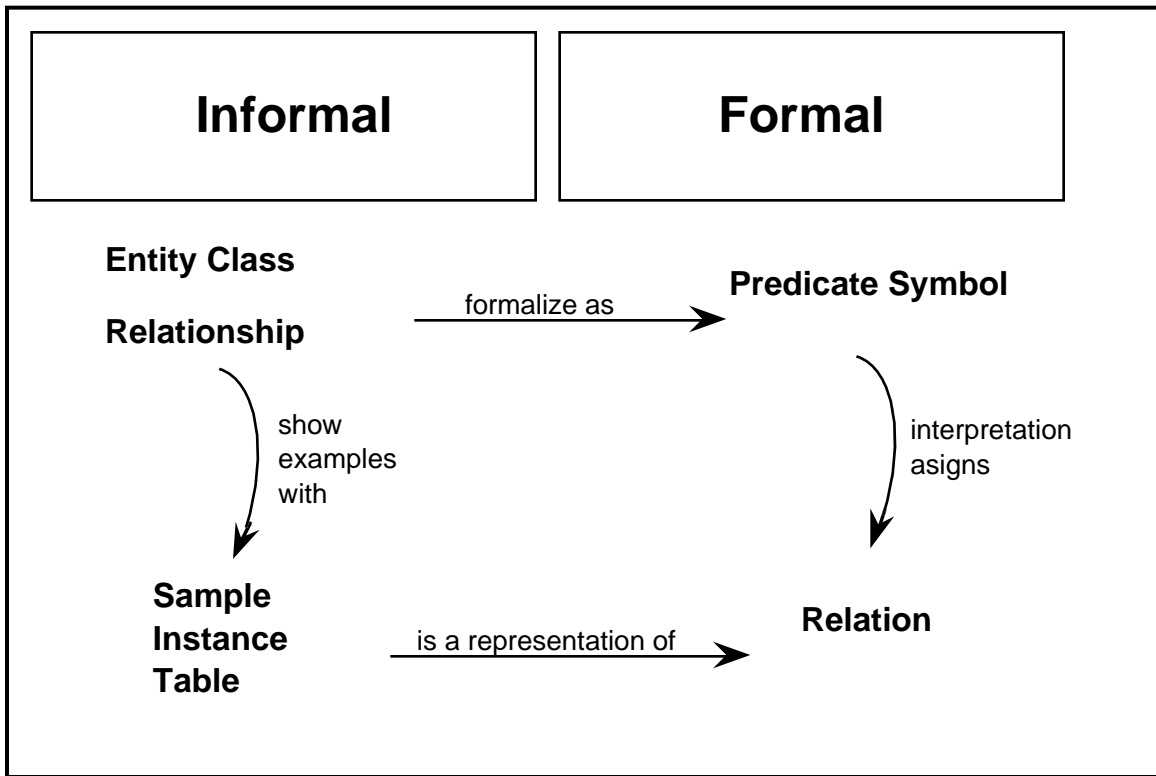 Informal
Formal
Entity Class
Relationship
formalize as
Predicate Symbol
show
examples
with
interpretation
asigns
Sample
Instance
Table
is a representation of
Relation